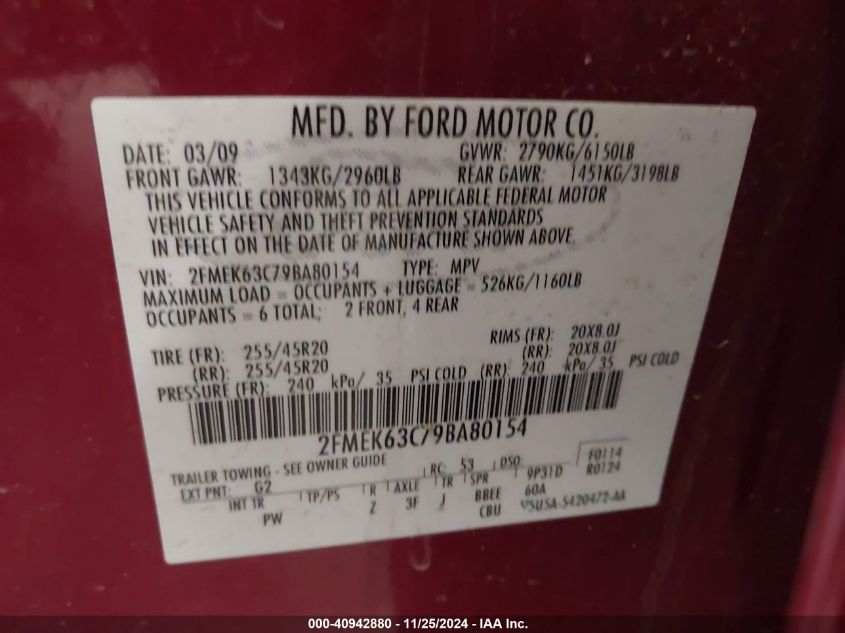 MFD. BY FORD MOTOR CO.
DATE: 03/09 GVWR: 2790KG/6150LB
FRONT GAWR: 1343KG/2960LB REAR GAWR: 1451KG/3198LB
THIS VEHICLE CONFORMS TO ALL APPLICABLE FEDERAL MOTOR
VEHICLE SAFETY AND THEFT PREVENTION STANDARDS
IN EFFECT ON THE DATE OF MANUFACTURE SHOWN ABOVE.
VIN: 2FMEK63C79BA80154 TYPE: MPV
MAXIMUM LOAD = OCCUPANTS + LUGGAGE = 526KG/1160LB
OCCUPANTS = 6 TOTAL; 2 FRONT, 4 REAR
TIRE (FR): 255/45R20 RIMS (FR): 20X8.0J
(RR): 255/45R20 (RR): 20X8.0J
PRESSURE (FR): 240 kPa/ 35 PSI COLD (RR): 240 kPa/ 35 PSI COLD
2FMEK63C79BA80154
TRAILER TOWING - SEE OWNER GUIDE RC: 53 DSO: F0114
EXT PNT: G2 TP/PS R AXLE TR SPR 9P31D R0124
INT TR Z 3F J BBEE 60A
PW CBU 5USA-5420472-AA
000-40942880 - 11/25/2024 - IAA Inc.